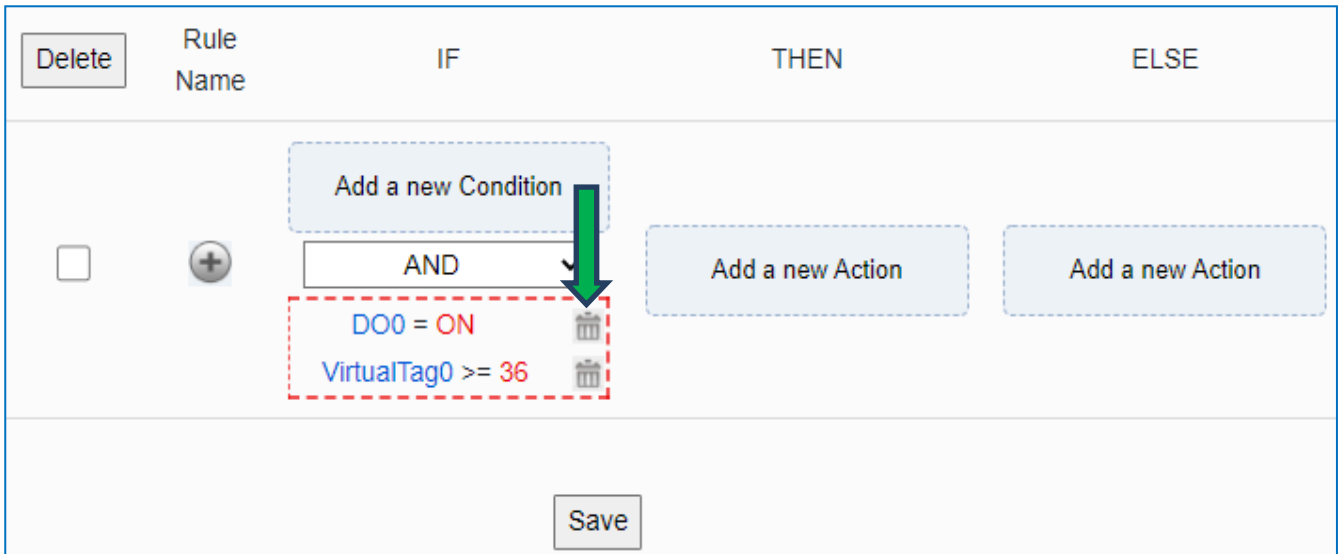 Delete
Rule
Name
IF
THEN
ELSE
Add a new Condition
AND
DO0 = ON
VirtualTag0 >= 36
Add a new Action
Add a new Action
Save